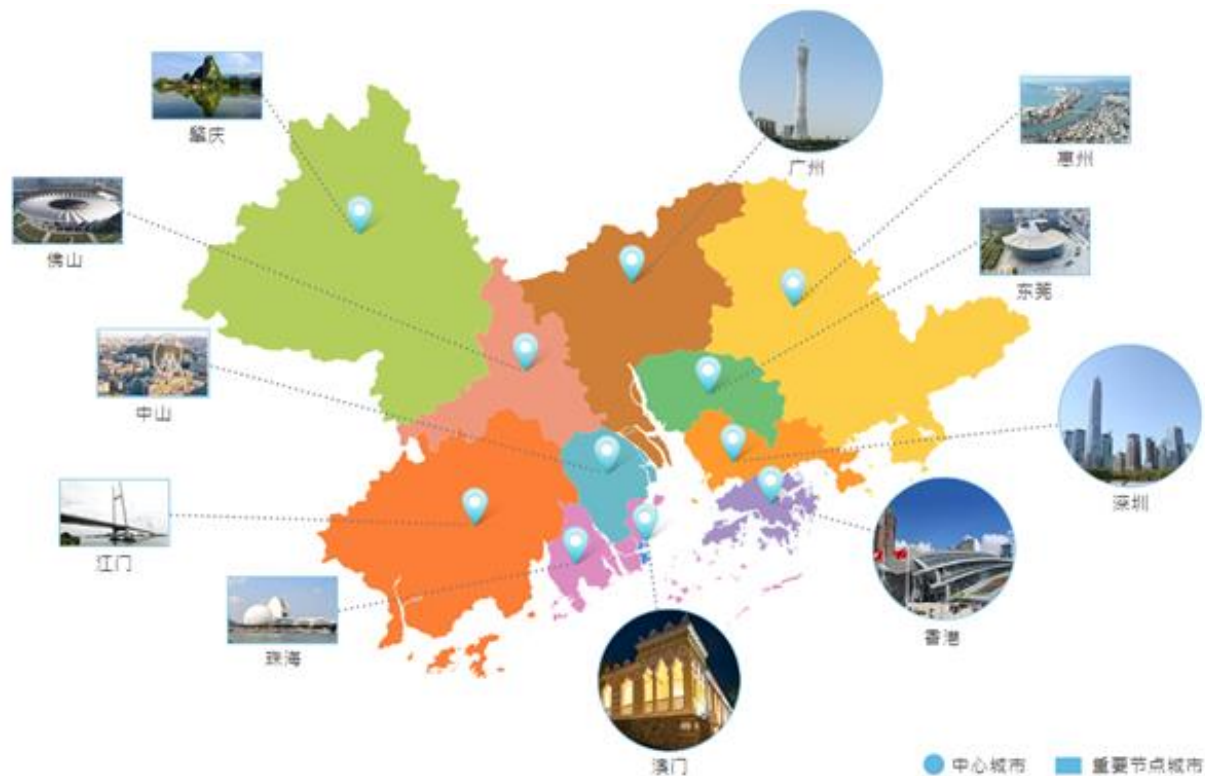 肇庆
广州
惠州
佛山
东莞
中山
深圳
江门
香港
珠海
澳门
中心城市
重要节点城市